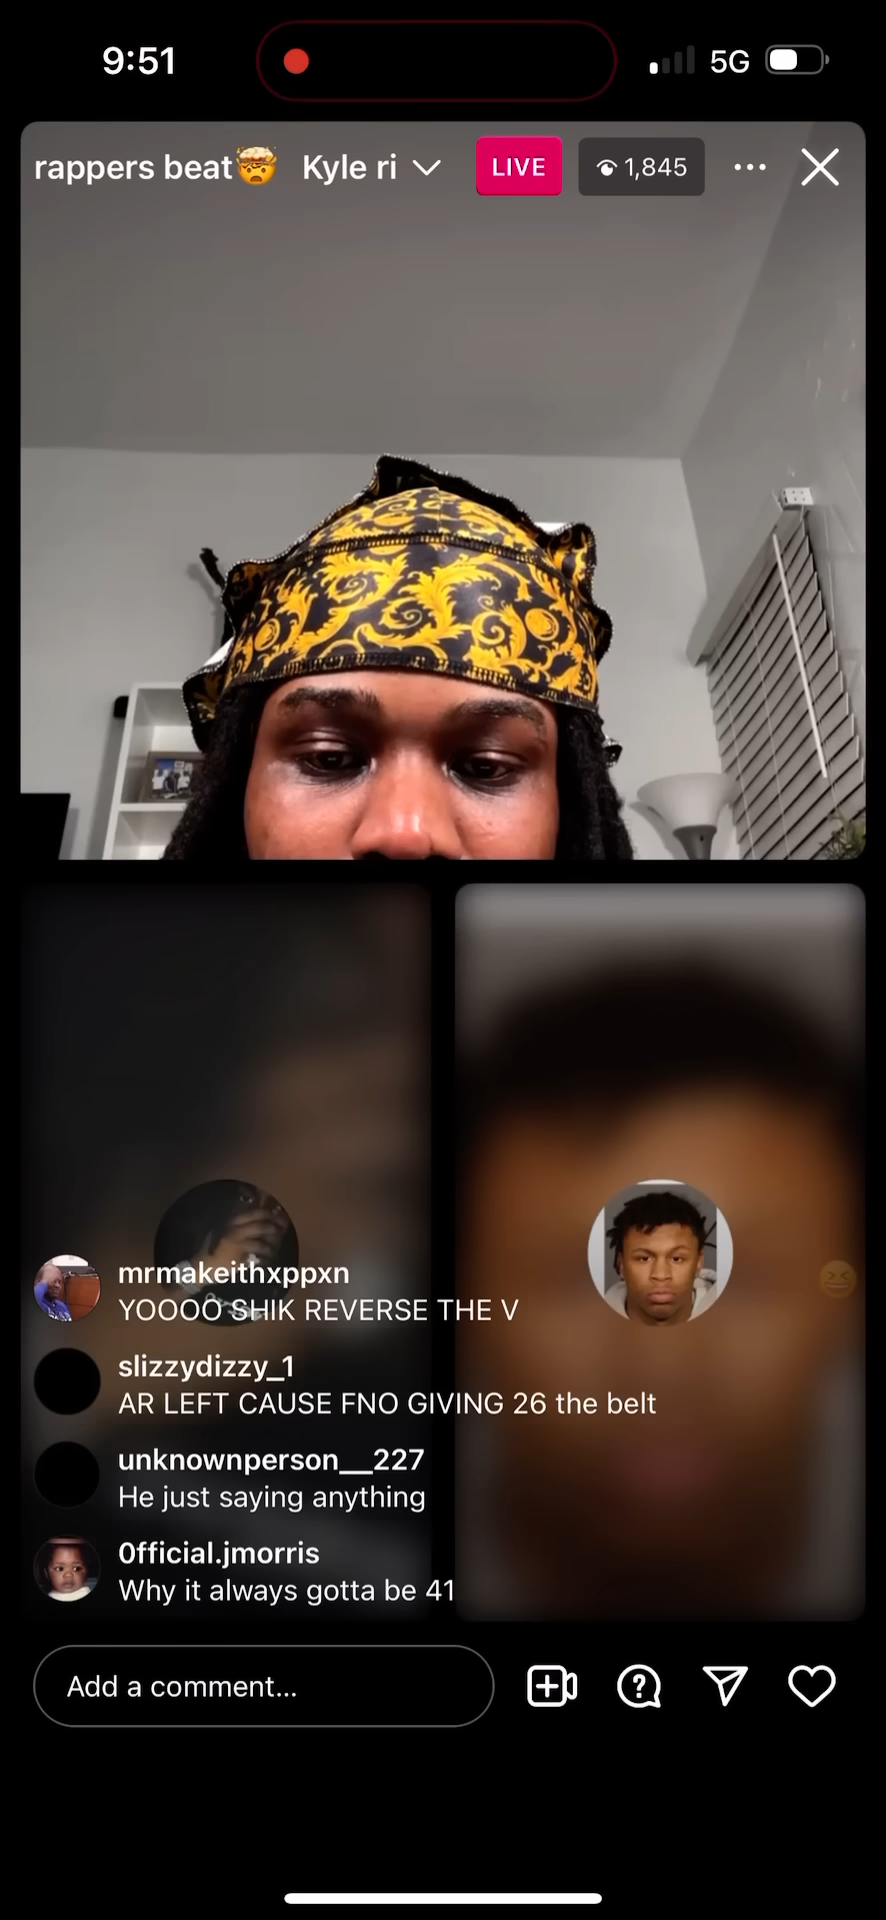 9:51
5G
rappers beat🤯 Kyle ri
LIVE
1,845
mrmakeithxppxn
YOOOO SHIK REVERSE THE V
slizzydizzy_1
AR LEFT CAUSE FNO GIVING 26 the belt
unknownperson__227
He just saying anything
0fficial.jmorris
Why it always gotta be 41
Add a comment...